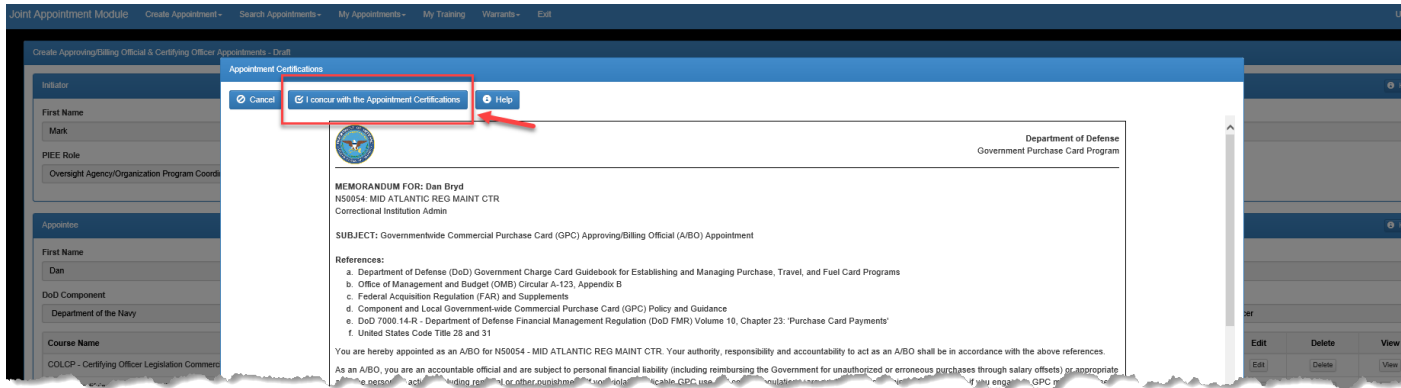 Joint Appointment Module Create Appointment Search Appointments My Appointments My Training Warrants Exit
Create Approving/Billing Official & Certifying Officer Appointments - Draft
Appointment Certifications
Initiator
Cancel I concur with the Appointment Certifications Help
First Name
Mark
PIEE Role
Oversight Agency/Organization Program Coordi
Department of Defense
Government Purchase Card Program
MEMORANDUM FOR: Dan Bryd
N50054: MID ATLANTIC REG MAINT CTR
Correctional Institution Admin
Appointee
SUBJECT: Governmentwide Commercial Purchase Card (GPC) Approving/Billing Official (A/BO) Appointment
First Name
Dan
DoD Component
Department of the Navy
References:
a. Department of Defense (DoD) Government Charge Card Guidebook for Establishing and Managing Purchase, Travel, and Fuel Card Programs
b. Office of Management and Budget (OMB) Circular A-123, Appendix B
c. Federal Acquisition Regulation (FAR) and Supplements
d. Component and Local Government-wide Commercial Purchase Card (GPC) Policy and Guidance
e. DoD 7000.14-R - Department of Defense Financial Management Regulation (DoD FMR) Volume 10, Chapter 23: 'Purchase Card Payments'
f. United States Code Title 28 and 31
cer
Course Name
Edit Delete View
You are hereby appointed as an A/BO for N50054 - MID ATLANTIC REG MAINT CTR. Your authority, responsibility and accountability to act as an A/BO shall be in accordance with the above references.
COLCP - Certifying Officer Legislation Commerc
Edit Delete View
As an A/BO, you are an accountable official and are subject to personal financial liability (including reimbursing the Government for unauthorized or erroneous purchases through salary offsets) or appropriate